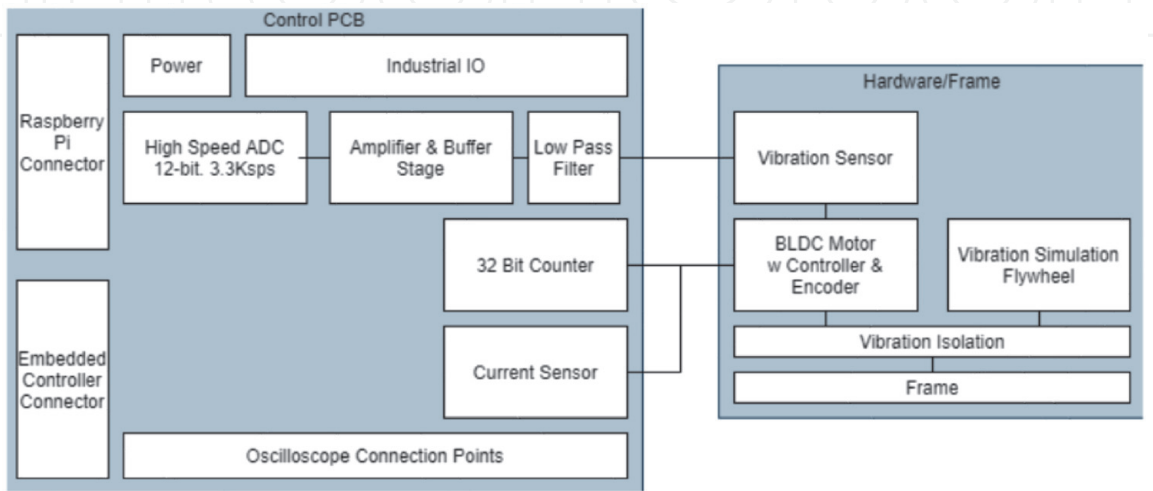 Control PCB
Raspberry
Pi
Connector
Power
Industrial IO
High Speed ADC
12-bit. 3.3Ksps
Amplifier & Buffer
Stage
Low Pass
Filter
32 Bit Counter
Embedded
Controller
Connector
Current Sensor
Oscilloscope Connection Points
Hardware/Frame
Vibration Sensor
BLDC Motor
w Controller &
Encoder
Vibration Simulation
Flywheel
Vibration Isolation
Frame